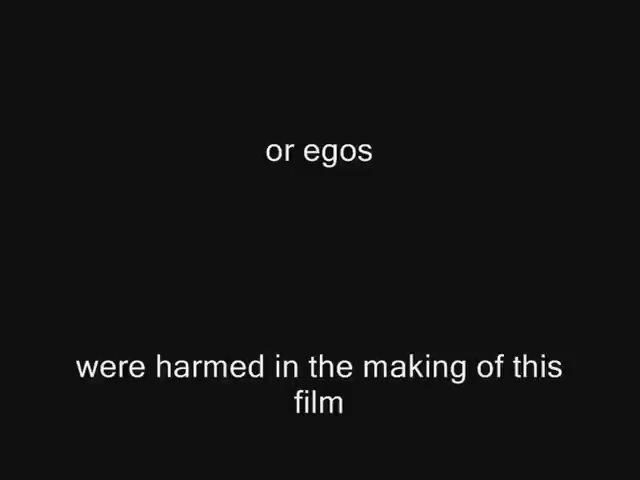 or egos
were harmed in the making of this
film